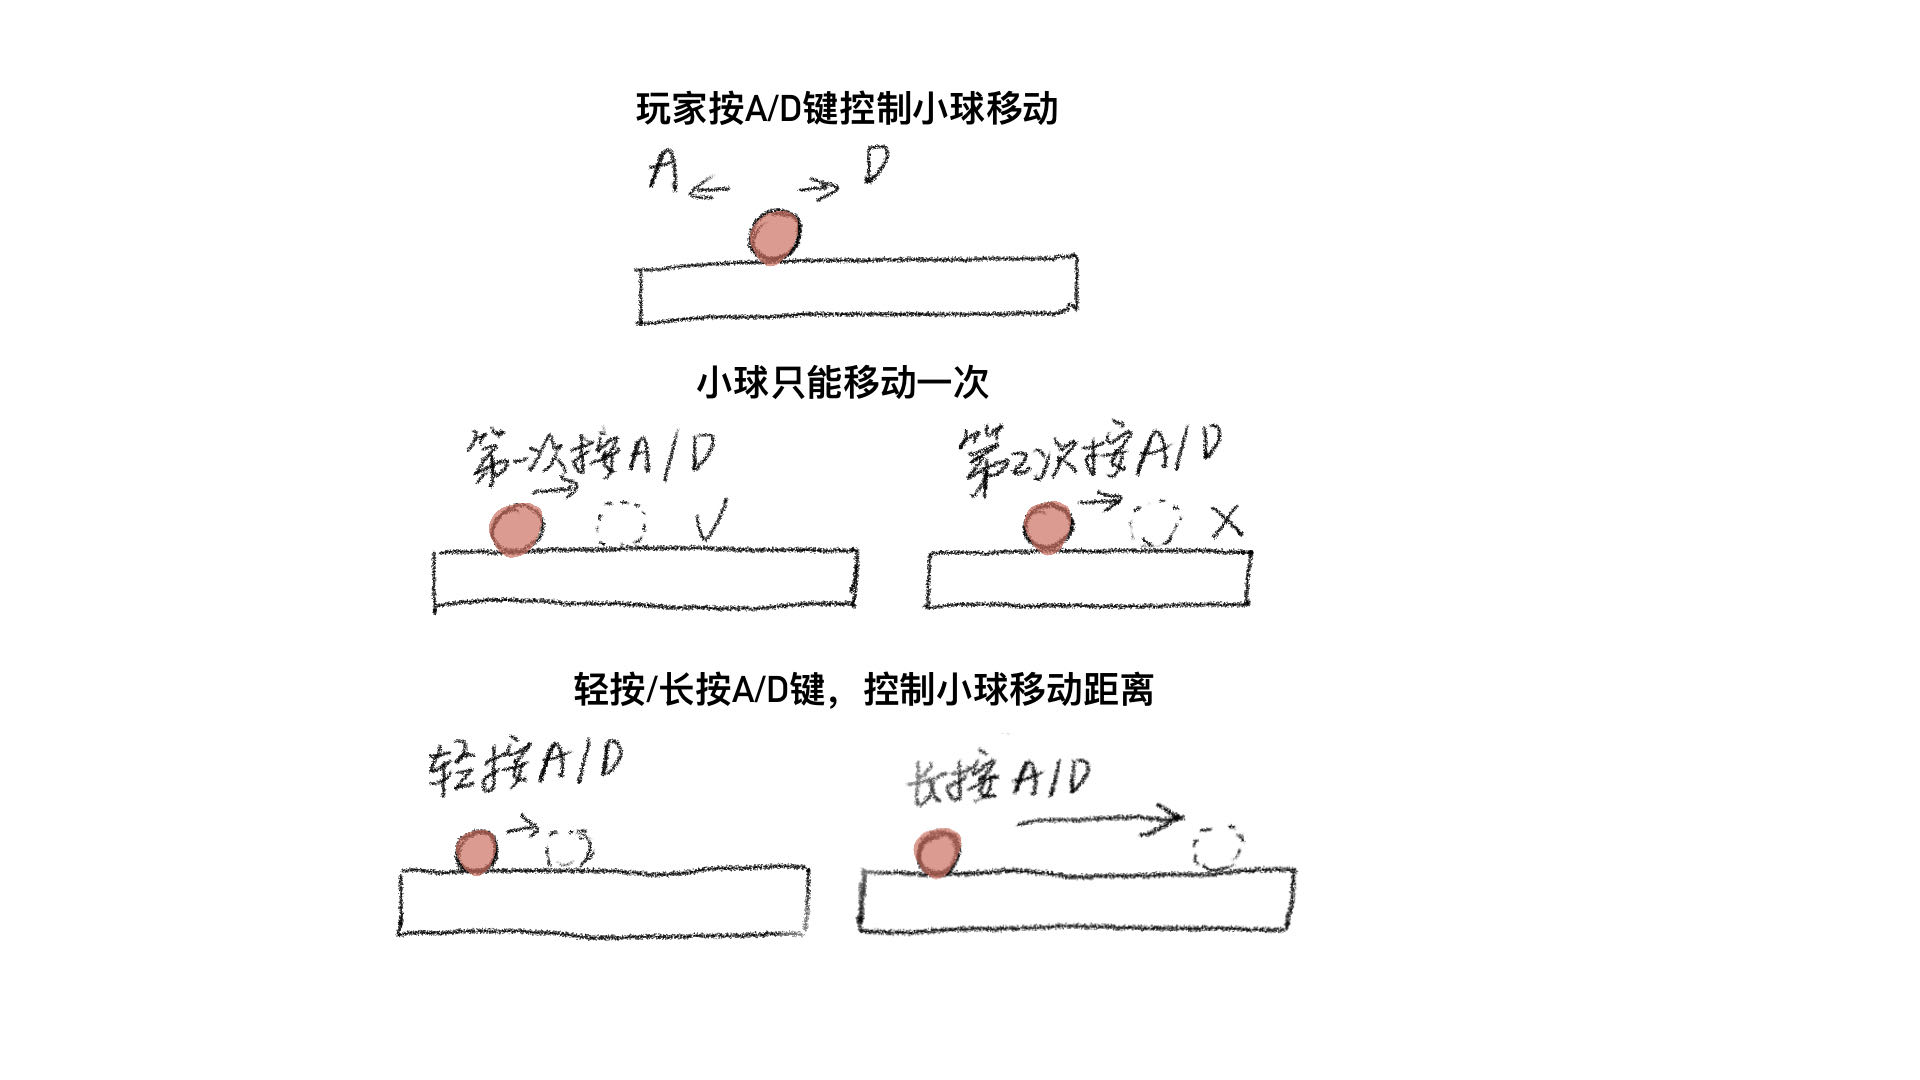 玩家按A/D键控制小球移动
A D
小球只能移动一次
第一次按A/D
第2次按A/D
轻按/长按A/D键，控制小球移动距离
轻按A/D
长按A/D